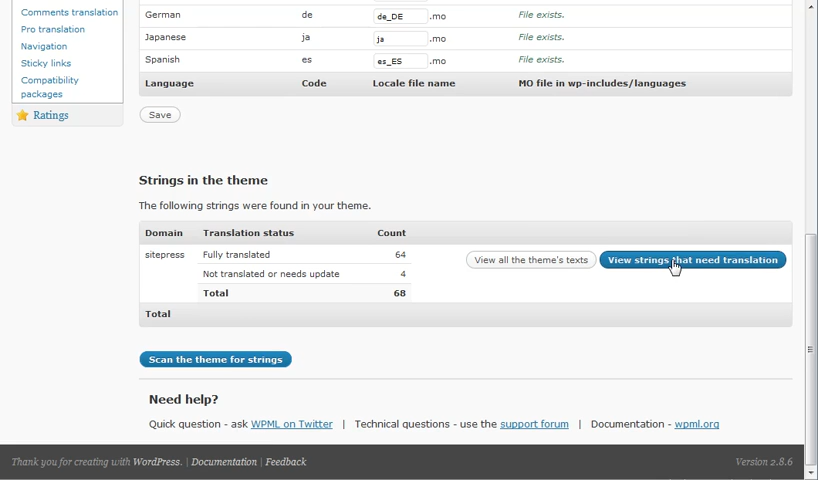 Comments translation
Pro translation
Navigation
Sticky links
Compatibility
packages
Ratings
German de de_DE .mo File exists.
Japanese ja ja .mo File exists.
Spanish es es_ES .mo File exists.
Language Code Locale file name MO file in wp-includes/languages
Save
Strings in the theme
The following strings were found in your theme.
Domain Translation status Count
sitepress Fully translated 64 View all the theme's texts View strings that need translation
Not translated or needs update 4
Total 68
Total
Scan the theme for strings
Need help?
Quick question - ask WPML on Twitter | Technical questions - use the support forum | Documentation - wpml.org
Thank you for creating with WordPress. | Documentation | Feedback Version 2.8.6